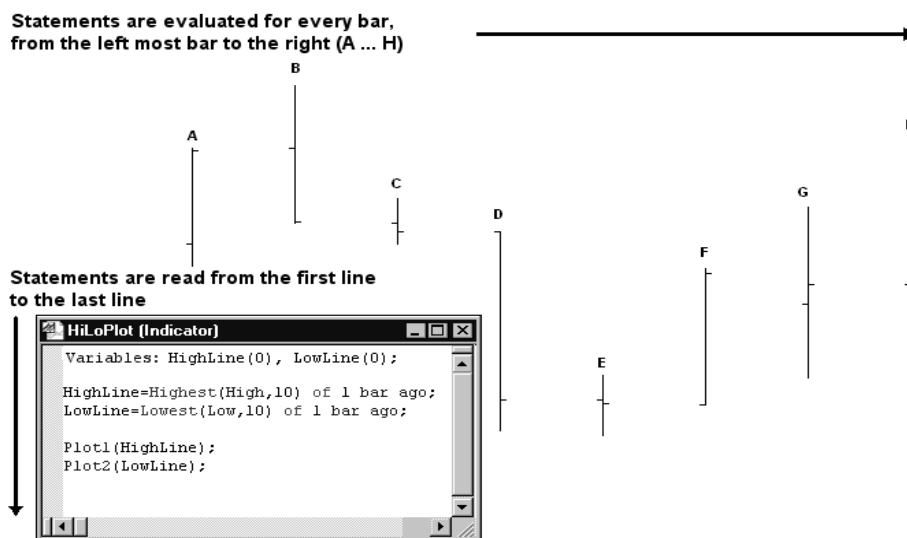 Statements are evaluated for every bar,
from the left most bar to the right (A ... H)
B
A
C
G
D
F
E
Statements are read from the first line
to the last line
HiLoPlot (Indicator)
Variables: HighLine(0), LowLine(0);
HighLine=Highest(High,10) of 1 bar ago;
LowLine=Lowest(Low,10) of 1 bar ago;
Plot1(HighLine);
Plot2(LowLine);